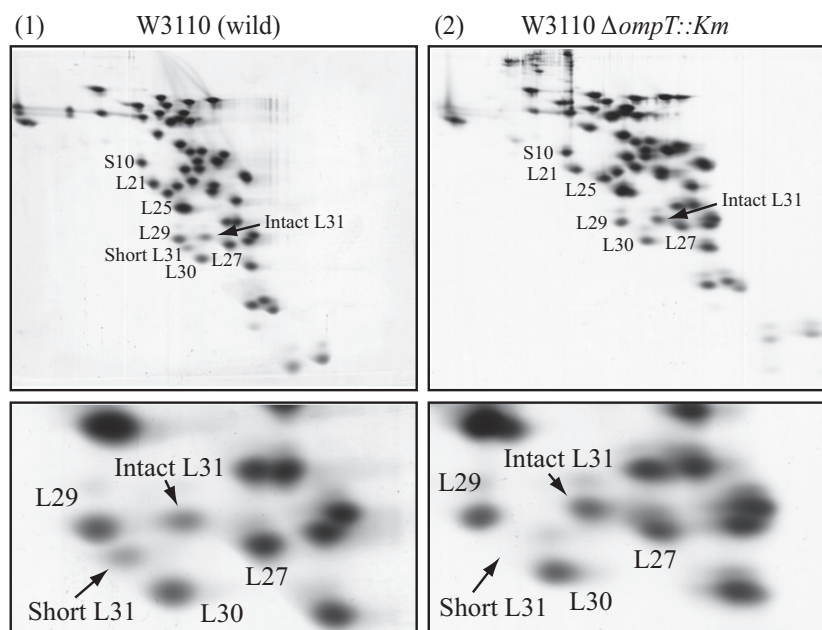 (1) W3110 (wild)
S10
L21
L25
Intact L31
L29
Short L31
L30
L27
(2) W3110 ΔompT::Km
S10
L21
L25
Intact L31
L29
L30
L27
Intact L31
L29
L27
Short L31
L30
Intact L31
L29
L27
Short L31
L30